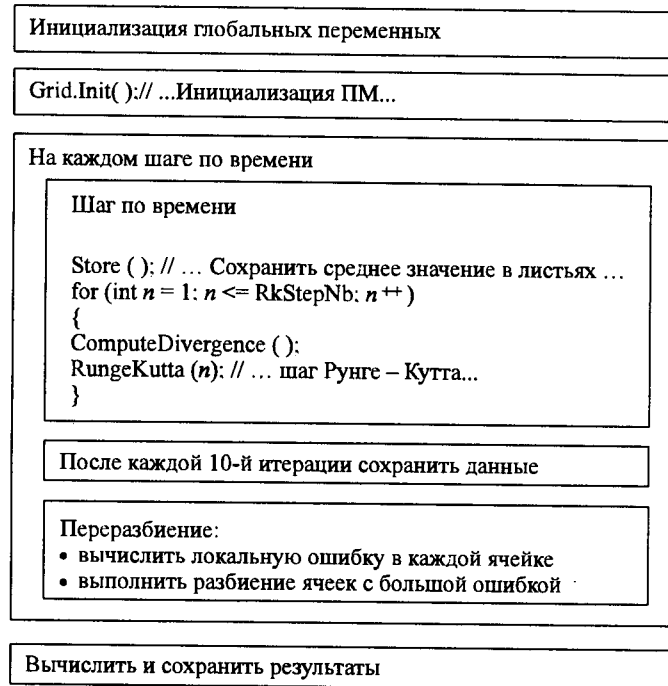 Инициализация глобальных переменных
Grid.Init( ):// ...Инициализация ПМ...
На каждом шаге по времени
Шаг по времени
Store ( ); // ... Сохранить среднее значение в листьях ...
for (int n = 1; n <= RkStepNb; n ++ )
{
ComputeDivergence ( );
RungeKutta (n); // ... шаг Рунге – Кутта...
}
После каждой 10-й итерации сохранить данные
Переразбиение:
• вычислить локальную ошибку в каждой ячейке
• выполнить разбиение ячеек с большой ошибкой
Вычислить и сохранить результаты